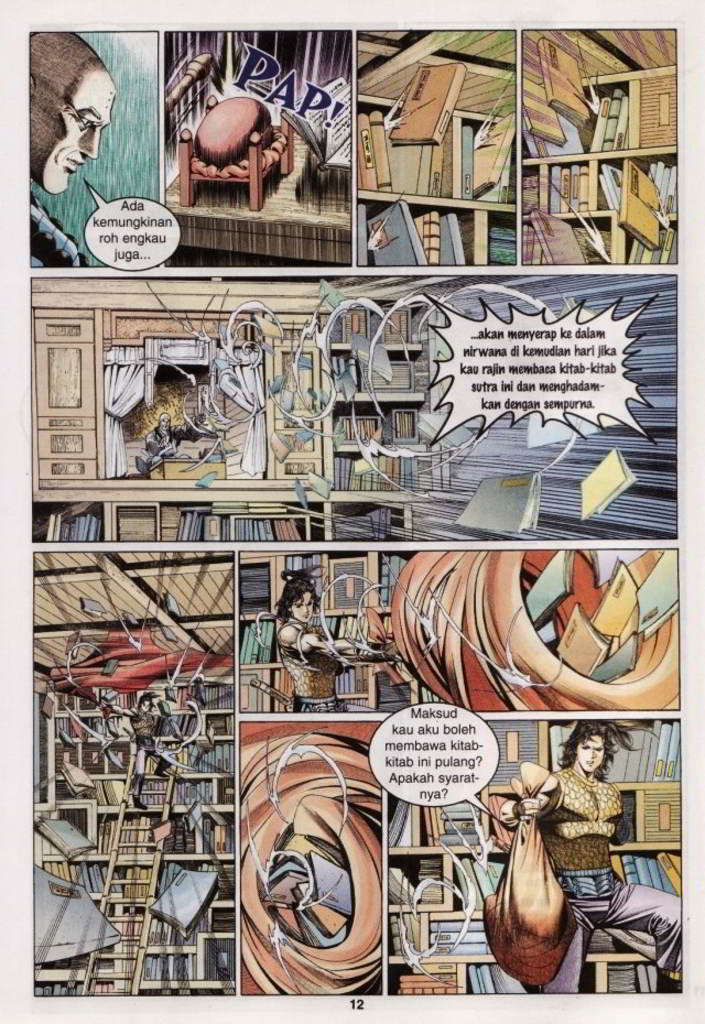 Ada
kemungkinan
roh engkau
juga...
PAP!
...akan menyerap ke dalam
nirwana di kemudian hari jika
kau rajin membaca kitab-kitab
sutra ini dan menghadam-
kan dengan sempurna.
Maksud
kau aku boleh
membawa kitab-
kitab ini pulang?
Apakah syarat-
nya?
12